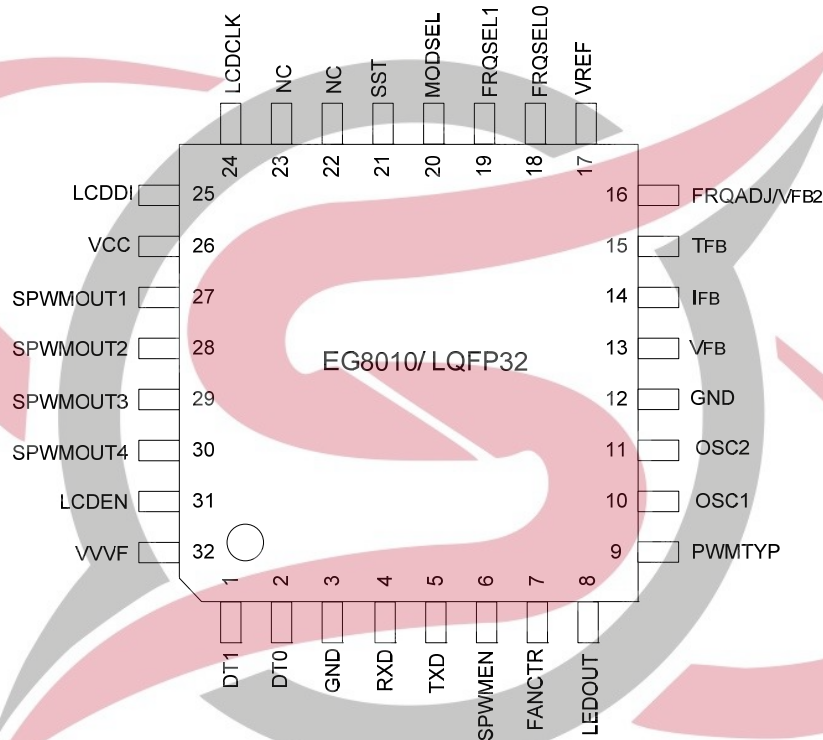 LCDCLK
NC
NC
SST
MODSEL
FRQSEL1
FRQSEL0
VREF
24
23
22
21
20
19
18
17
LCDDI
25
VCC
26
SPWMOUT1
27
SPWMOUT2
28
SPWMOUT3
29
SPWMOUT4
30
LCDEN
31
VVVF
32
EG8010/ LQFP32
16
FRQADJ/VFB2
15
TFB
14
IFB
13
VFB
12
GND
11
OSC2
10
OSC1
9
PWMTYP
1
2
3
4
5
6
7
8
DT1
DT0
GND
RXD
TXD
SPWMEN
FANCTR
LEDOUT